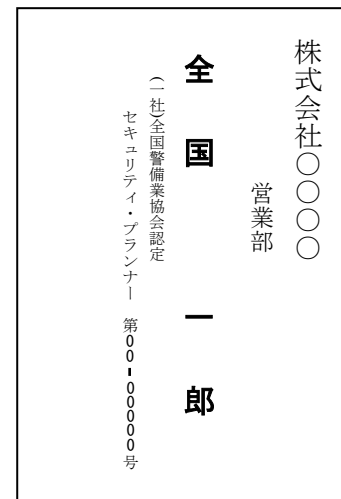 株式会社○○○○
営業部
全国　一郎
(一社)全国警備業協会認定
セキュリティ・プランナー　第00-00000号